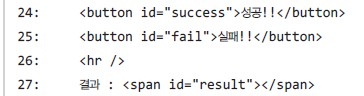 24: <button id="success">성공!!</button>
25: <button id="fail">실패!!</button>
26: <hr />
27: 결과 : <span id="result"></span>